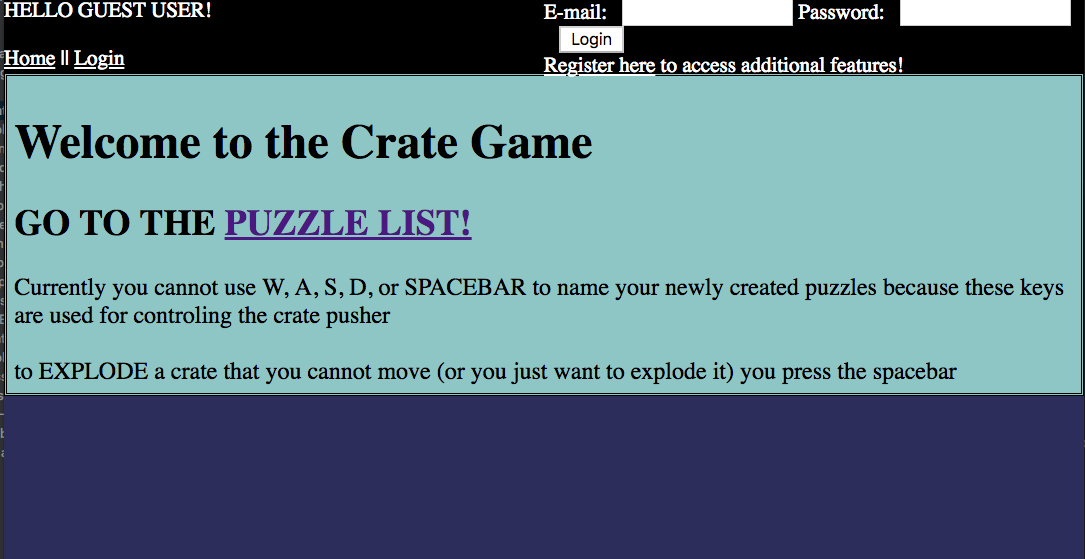 HELLO GUEST USER!
E-mail: Password:
Login
Home || Login
Register here to access additional features!
Welcome to the Crate Game
GO TO THE PUZZLE LIST!
Currently you cannot use W, A, S, D, or SPACEBAR to name your newly created puzzles because these keys
are used for controling the crate pusher
to EXPLODE a crate that you cannot move (or you just want to explode it) you press the spacebar